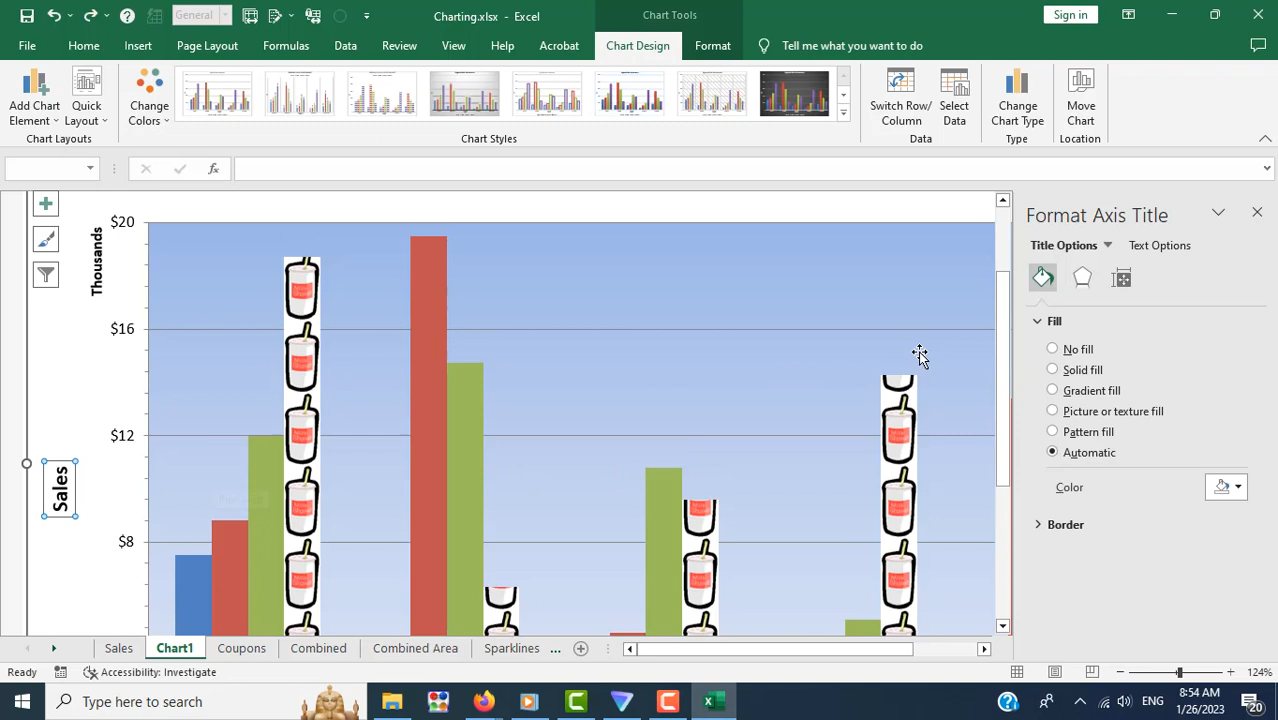 General
Charting.xlsx - Excel
Chart Tools
Sign in
File
Home
Insert
Page Layout
Formulas
Data
Review
View
Help
Acrobat
Chart Design
Format
Tell me what you want to do
Add Chart Element
Quick Layout
Change Colors
Switch Row/Column
Select Data
Change Chart Type
Move Chart
Chart Layouts
Chart Styles
Data
Type
Location
fx
Format Axis Title
Title Options
Text Options
Fill
No fill
Solid fill
Gradient fill
Picture or texture fill
Pattern fill
Automatic
Color
Border
Thousands
$20
$16
$12
$8
Sales
Sales
Chart1
Coupons
Combined
Combined Area
Sparklines
...
Ready
Accessibility: Investigate
124%
Type here to search
ENG
8:54 AM
1/26/2023
20